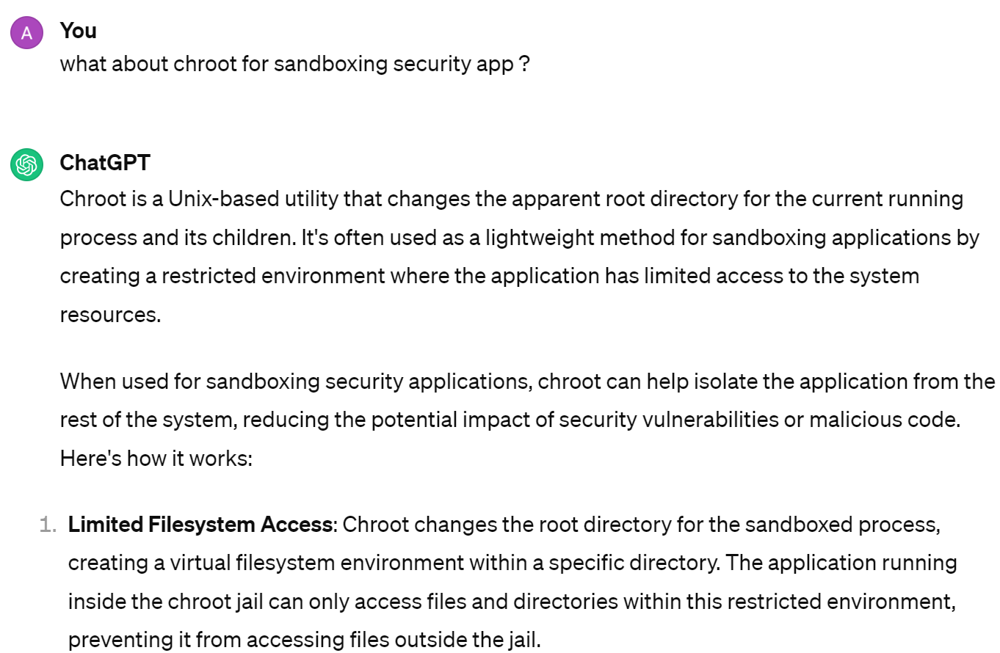 A
You
what about chroot for sandboxing security app ?
ChatGPT
Chroot is a Unix-based utility that changes the apparent root directory for the current running
process and its children. It's often used as a lightweight method for sandboxing applications by
creating a restricted environment where the application has limited access to the system
resources.
When used for sandboxing security applications, chroot can help isolate the application from the
rest of the system, reducing the potential impact of security vulnerabilities or malicious code.
Here's how it works:
1. Limited Filesystem Access: Chroot changes the root directory for the sandboxed process,
creating a virtual filesystem environment within a specific directory. The application running
inside the chroot jail can only access files and directories within this restricted environment,
preventing it from accessing files outside the jail.